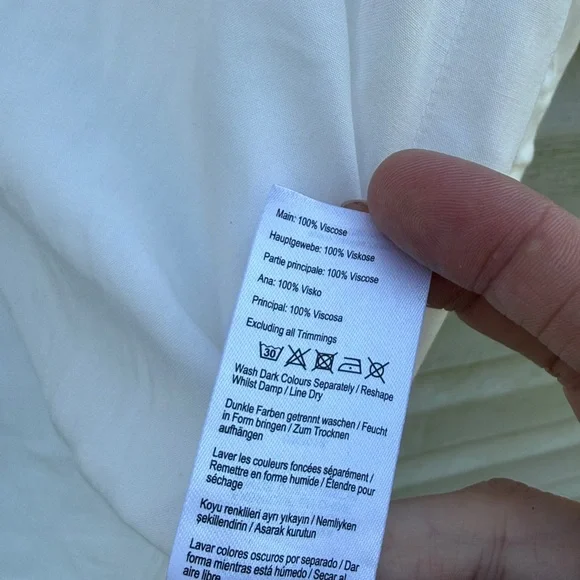 Main: 100% Viscose
Hauptgewebe: 100% Viskose
Partie principale: 100% Viscose
Ana: 100% Visko
Principal: 100% Viscosa
Excluding all Trimmings
30
Wash Dark Colours Separately / Reshape
Whilst Damp / Line Dry
Dunkle Farben getrennt waschen / Feucht
in Form bringen / Zum Trocknen
aufhängen
Laver les couleurs foncées séparément /
Remettre en forme humide / Étendre pour
séchage
Koyu renklileri ayrı yıkayın / Nemliyken
şekillendirin / Asarak kurutun
Lavar colores oscuros por separado / Dar
forma mientras está húmedo / Secar al
aire libre